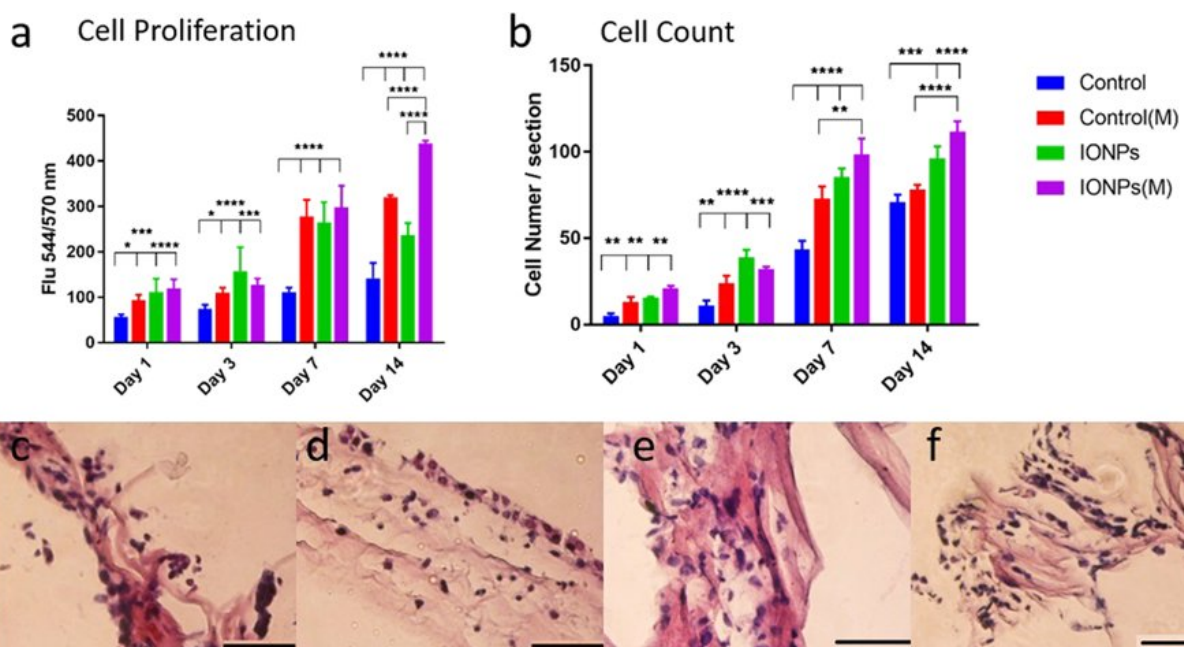 a Cell Proliferation
****
****
****
500
400
300
200
100
0
Flu 544/570 nm
***
* ****
****
* ***
****
Day 1 Day 3 Day 7 Day 14
b Cell Count
150
100
50
0
Cell Numer / section
** ** **
****
** ***
****
**
*** ****
****
Day 1 Day 3 Day 7 Day 14
Control
Control(M)
IONPs
IONPs(M)
c d e f